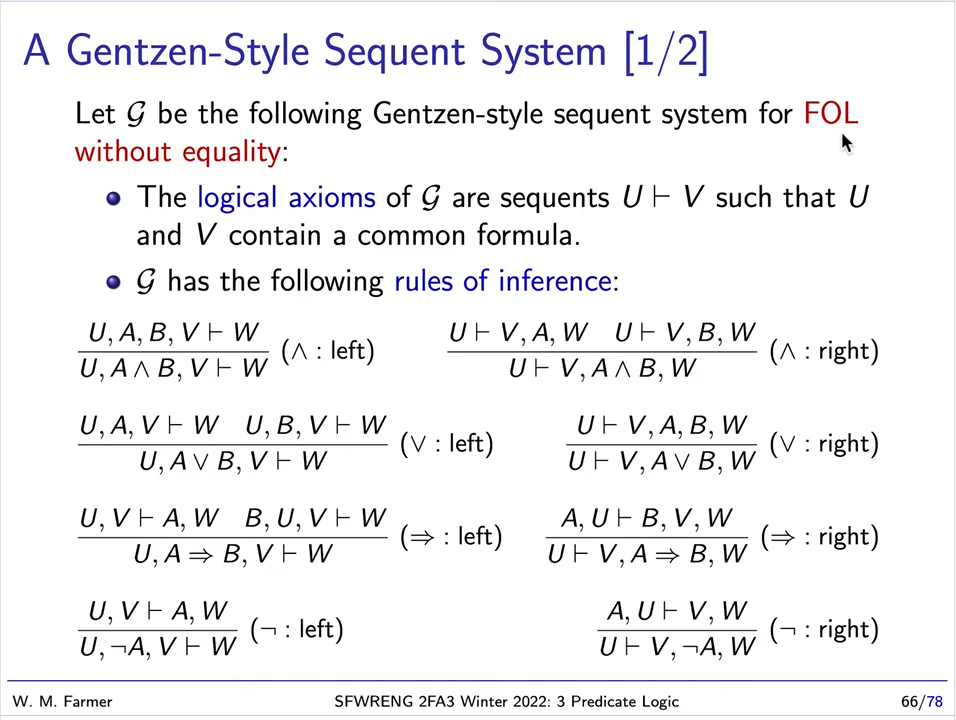 A Gentzen-Style Sequent System [1/2]
Let 𝒢 be the following Gentzen-style sequent system for FOL
without equality:
The logical axioms of 𝒢 are sequents U ⊢ V such that U
and V contain a common formula.
𝒢 has the following rules of inference:
U, A, B, V ⊢ W
U, A ∧ B, V ⊢ W
(∧ : left)
U ⊢ V, A, W U ⊢ V, B, W
U ⊢ V, A ∧ B, W
(∧ : right)
U, A, V ⊢ W U, B, V ⊢ W
U, A ∨ B, V ⊢ W
(∨ : left)
U ⊢ V, A, B, W
U ⊢ V, A ∨ B, W
(∨ : right)
U, V ⊢ A, W B, U, V ⊢ W
U, A ⇒ B, V ⊢ W
(⇒ : left)
A, U ⊢ B, V, W
U ⊢ V, A ⇒ B, W
(⇒ : right)
U, V ⊢ A, W
U, ¬A, V ⊢ W
(¬ : left)
A, U ⊢ V, W
U ⊢ V, ¬A, W
(¬ : right)
W. M. Farmer SFWRENG 2FA3 Winter 2022: 3 Predicate Logic 66/78